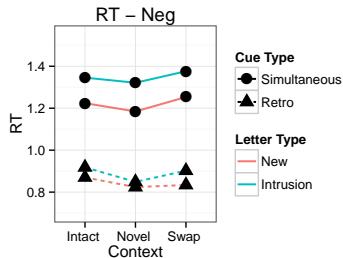 RT − Neg
1.4
1.2
1.0
0.8
RT
Intact Novel Swap
Context
Cue Type
Simultaneous
Retro
Letter Type
New
Intrusion